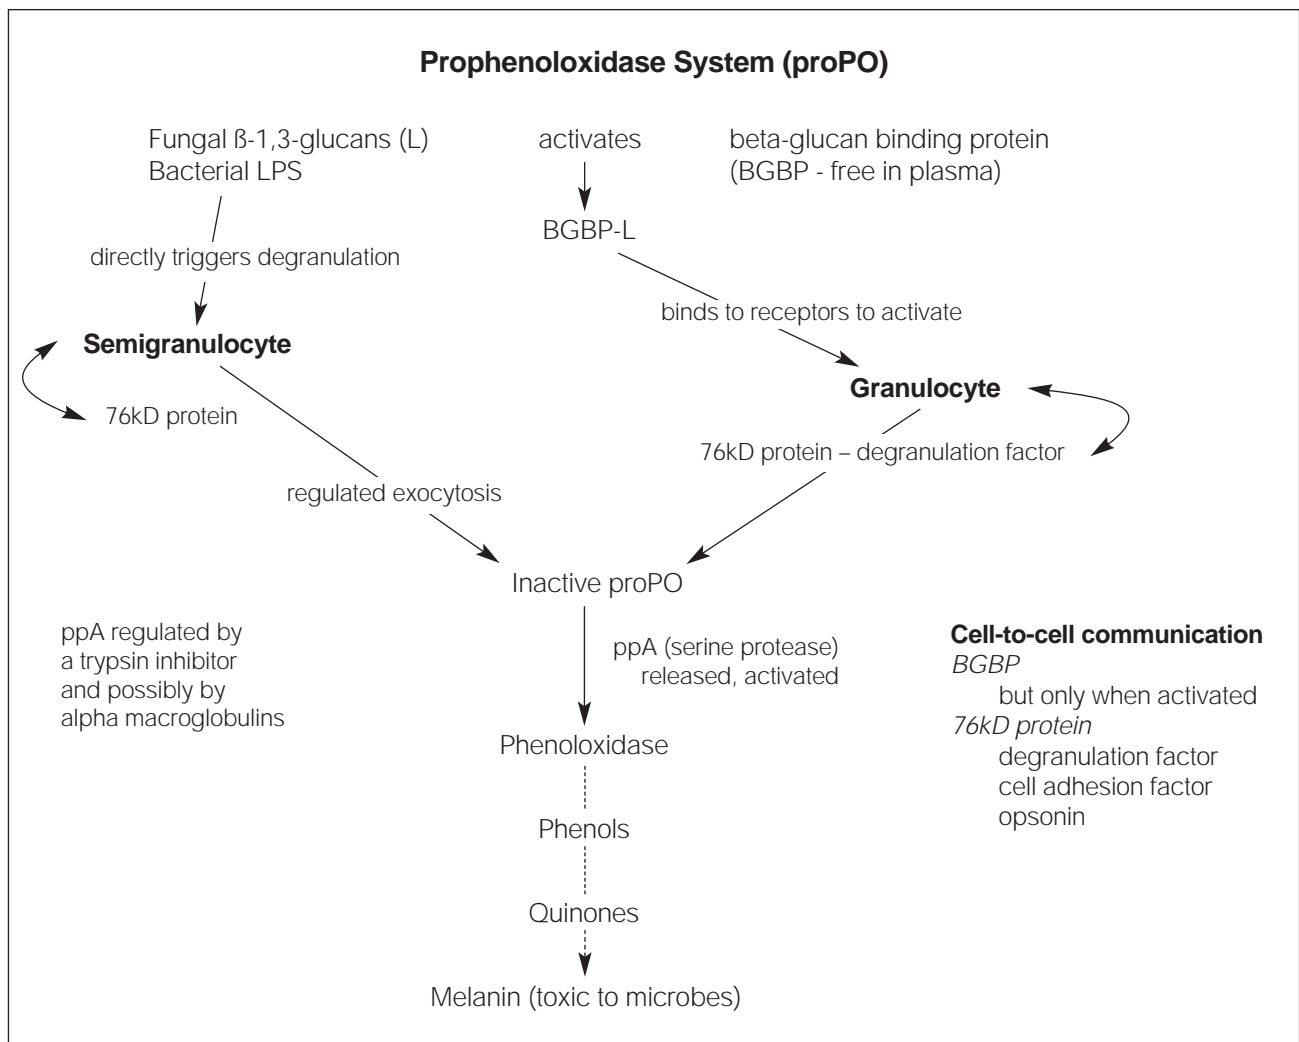 Prophenoloxidase System (proPO)
Fungal ß-1,3-glucans (L)
Bacterial LPS
activates
beta-glucan binding protein
(BGBP - free in plasma)
BGBP-L
directly triggers degranulation
binds to receptors to activate
Semigranulocyte
Granulocyte
76kD protein
76kD protein – degranulation factor
regulated exocytosis
Inactive proPO
ppA regulated by
a trypsin inhibitor
and possibly by
alpha macroglobulins
ppA (serine protease)
released, activated
Cell-to-cell communication
BGBP
but only when activated
76kD protein
degranulation factor
cell adhesion factor
opsonin
Phenoloxidase
Phenols
Quinones
Melanin (toxic to microbes)